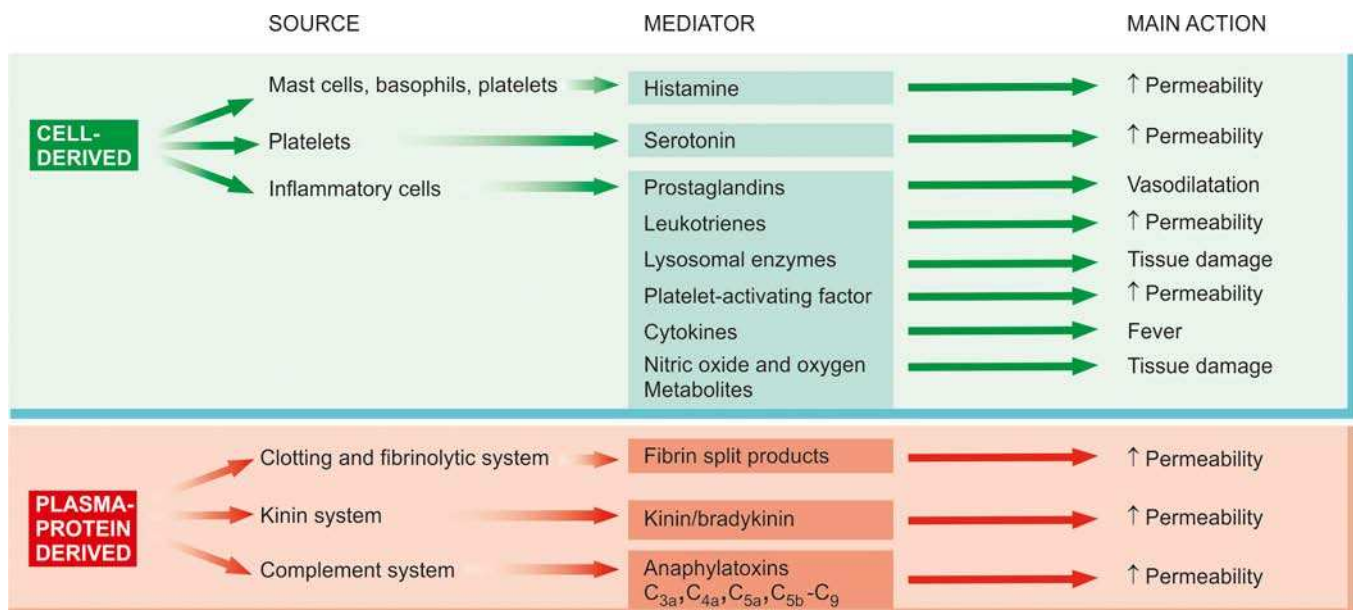 SOURCE MEDIATOR MAIN ACTION
CELL-
DERIVED
Mast cells, basophils, platelets Histamine ↑ Permeability
Platelets Serotonin ↑ Permeability
Inflammatory cells Prostaglandins Vasodilatation
Leukotrienes ↑ Permeability
Lysosomal enzymes Tissue damage
Platelet-activating factor ↑ Permeability
Cytokines Fever
Nitric oxide and oxygen Tissue damage
Metabolites
PLASMA-
PROTEIN
DERIVED
Clotting and fibrinolytic system Fibrin split products ↑ Permeability
Kinin system Kinin/bradykinin ↑ Permeability
Complement system Anaphylatoxins ↑ Permeability
C3a,C4a,C5a,C5b-C9